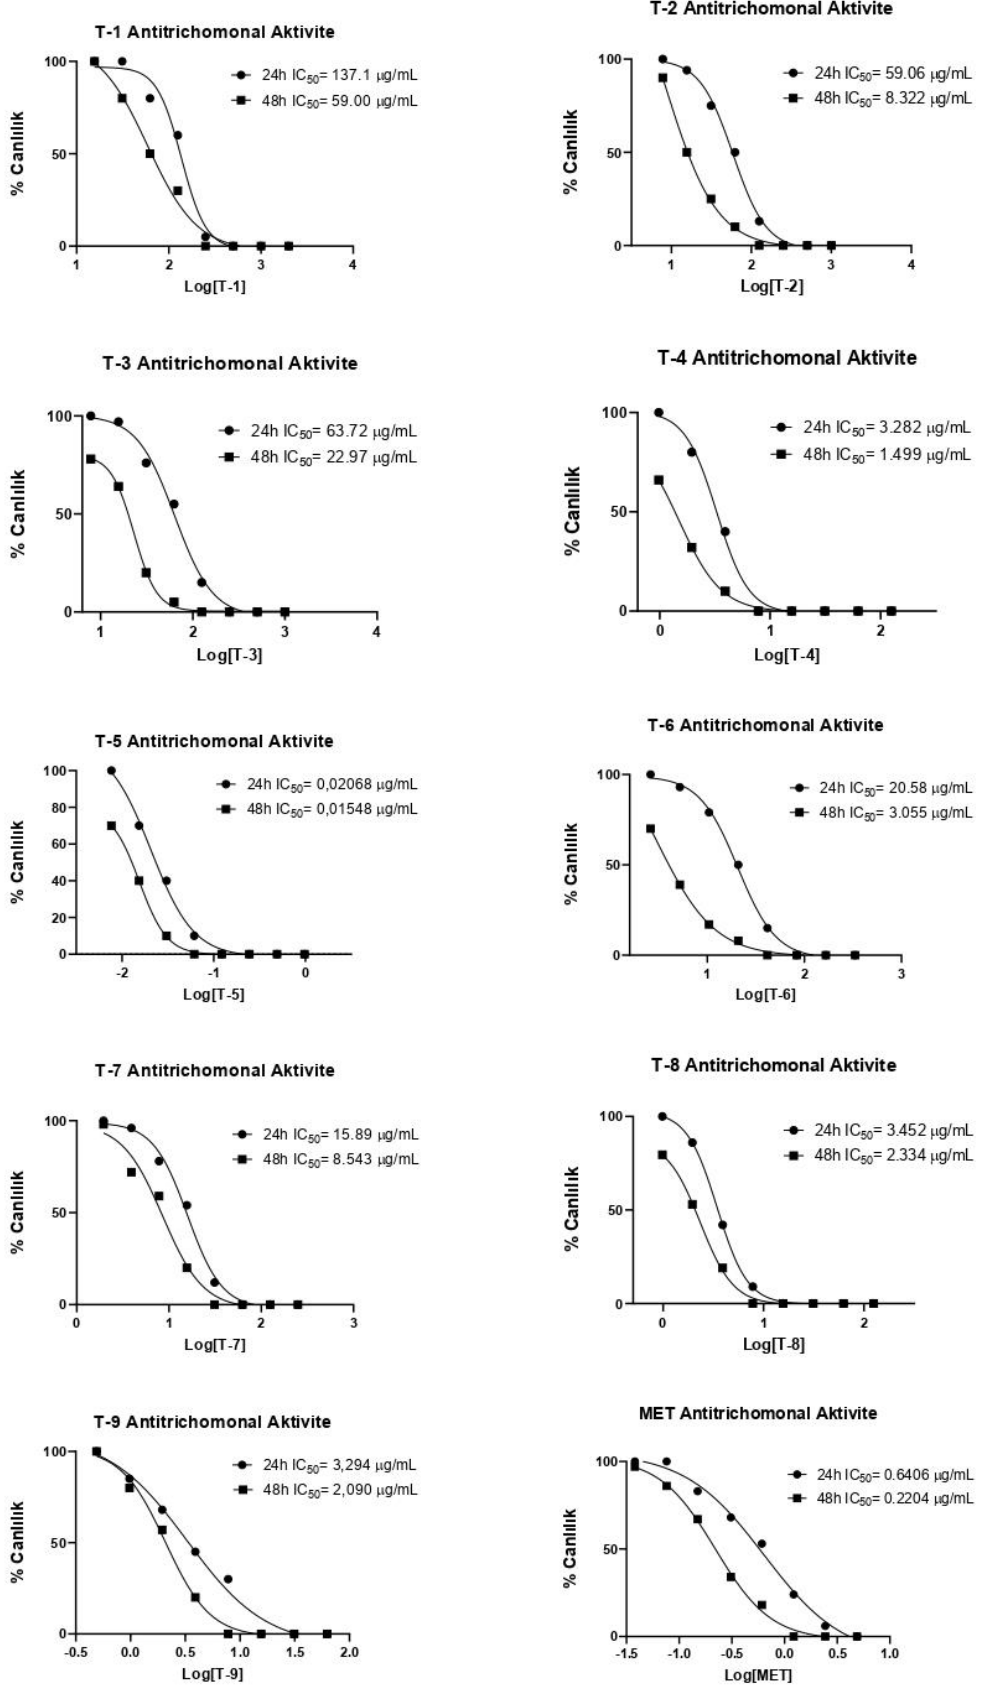 T-1 Antitrichomonal Aktivite
100
50
0
% Canlılık
24h IC50= 137.1 µg/mL
48h IC50= 59.00 µg/mL
1 2 3 4
Log[T-1]
T-2 Antitrichomonal Aktivite
100
50
0
% Canlılık
24h IC50= 59.06 µg/mL
48h IC50= 8.322 µg/mL
1 2 3 4
Log[T-2]
T-3 Antitrichomonal Aktivite
100
50
0
% Canlılık
24h IC50= 63.72 µg/mL
48h IC50= 22.97 µg/mL
1 2 3 4
Log[T-3]
T-4 Antitrichomonal Aktivite
100
50
0
% Canlılık
24h IC50= 3.282 µg/mL
48h IC50= 1.499 µg/mL
0 1 2
Log[T-4]
T-5 Antitrichomonal Aktivite
100
80
60
40
20
0
% Canlılık
24h IC50= 0,02068 µg/mL
48h IC50= 0,01548 µg/mL
-2 -1 0
Log[T-5]
T-6 Antitrichomonal Aktivite
100
50
0
% Canlılık
24h IC50= 20.58 µg/mL
48h IC50= 3.055 µg/mL
1 2 3
Log[T-6]
T-7 Antitrichomonal Aktivite
100
50
0
% Canlılık
24h IC50= 15.89 µg/mL
48h IC50= 8.543 µg/mL
0 1 2 3
Log[T-7]
T-8 Antitrichomonal Aktivite
100
50
0
% Canlılık
24h IC50= 3.452 µg/mL
48h IC50= 2.334 µg/mL
0 1 2
Log[T-8]
T-9 Antitrichomonal Aktivite
100
50
0
% Canlılık
24h IC50= 3,294 µg/mL
48h IC50= 2,090 µg/mL
-0.5 0.0 0.5 1.0 1.5 2.0
Log[T-9]
MET Antitrichomonal Aktivite
100
50
0
% Canlılık
24h IC50= 0.6406 µg/mL
48h IC50= 0.2204 µg/mL
-1.5 -1.0 -0.5 0.0 0.5 1.0
Log[MET]